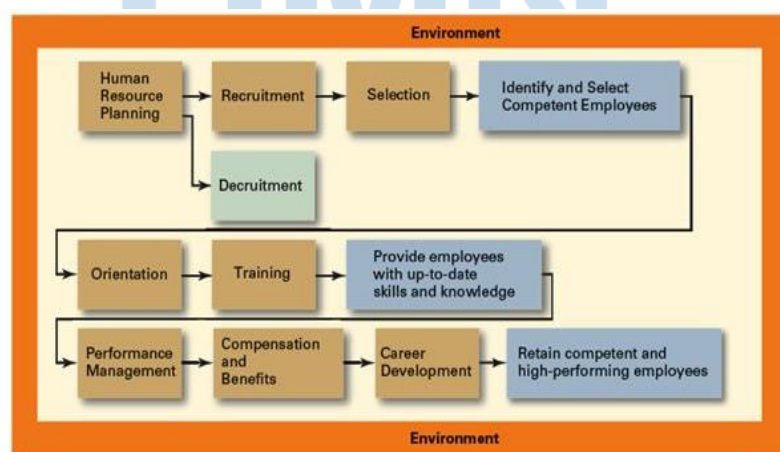 Environment
Human
Resource
Planning
Recruitment
Selection
Identify and Select
Competent Employees
Decruitment
Orientation
Training
Provide employees
with up-to-date
skills and knowledge
Performance
Management
Compensation
and
Benefits
Career
Development
Retain competent and
high-performing employees
Environment